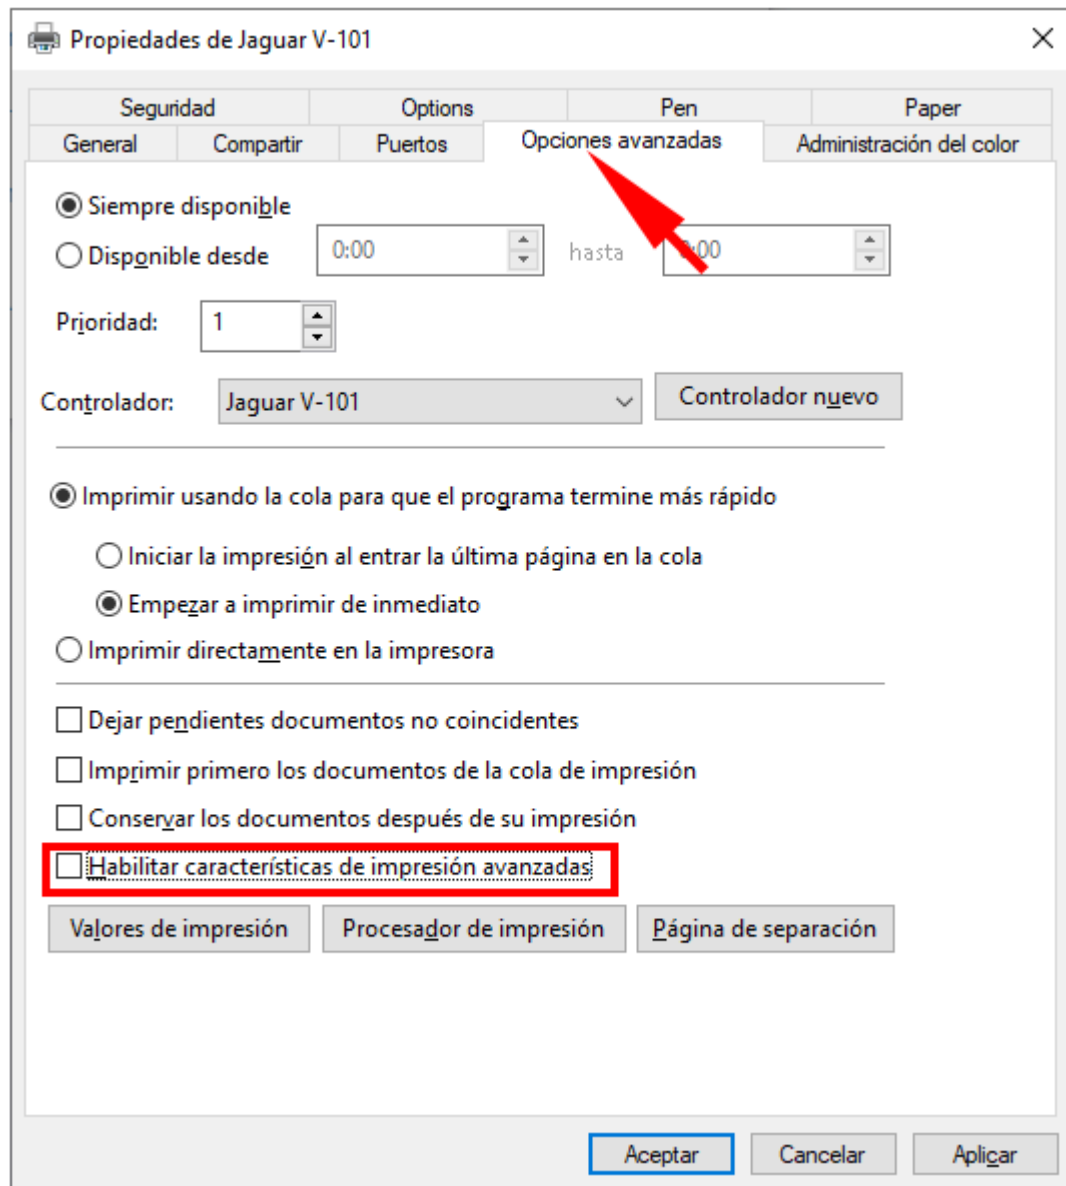 Propiedades de Jaguar V-101
Seguridad Options Pen Paper
General Compartir Puertos Opciones avanzadas Administración del color
Siempre disponible
Disponible desde 0:00 hasta 0:00
Prioridad: 1
Controlador: Jaguar V-101 Controlador nuevo
Imprimir usando la cola para que el programa termine más rápido
Iniciar la impresión al entrar la última página en la cola
Empezar a imprimir de inmediato
Imprimir directamente en la impresora
Dejar pendientes documentos no coincidentes
Imprimir primero los documentos de la cola de impresión
Conservar los documentos después de su impresión
Habilitar características de impresión avanzadas
Valores de impresión Procesador de impresión Página de separación
Aceptar Cancelar Aplicar